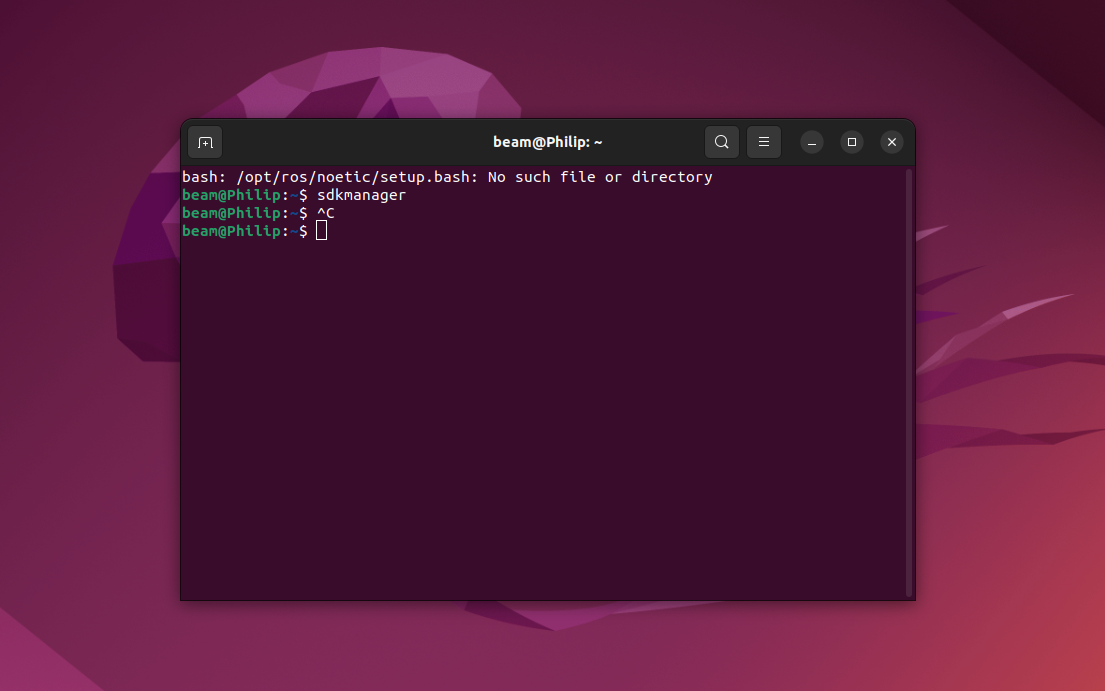 beam@Philip: ~
bash: /opt/ros/noetic/setup.bash: No such file or directory
beam@Philip:~$ sdkmanager
beam@Philip:~$ ^C
beam@Philip:~$